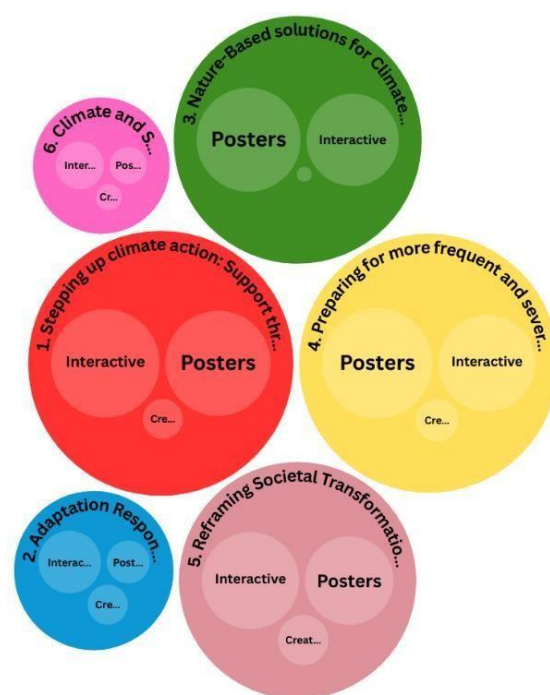 6. Climate and S...
Inter...
Pos...
Cr...
3. Nature-Based solutions for Climate...
Posters
Interactive
1. Stepping up climate action: Support thr...
Interactive
Posters
Cre...
4. Preparing for more frequent and sever...
Posters
Interactive
Cre...
2. Adaptation Respon...
Interac...
Post...
Cre...
5. Reframing Societal Transformatio...
Interactive
Posters
Creat...